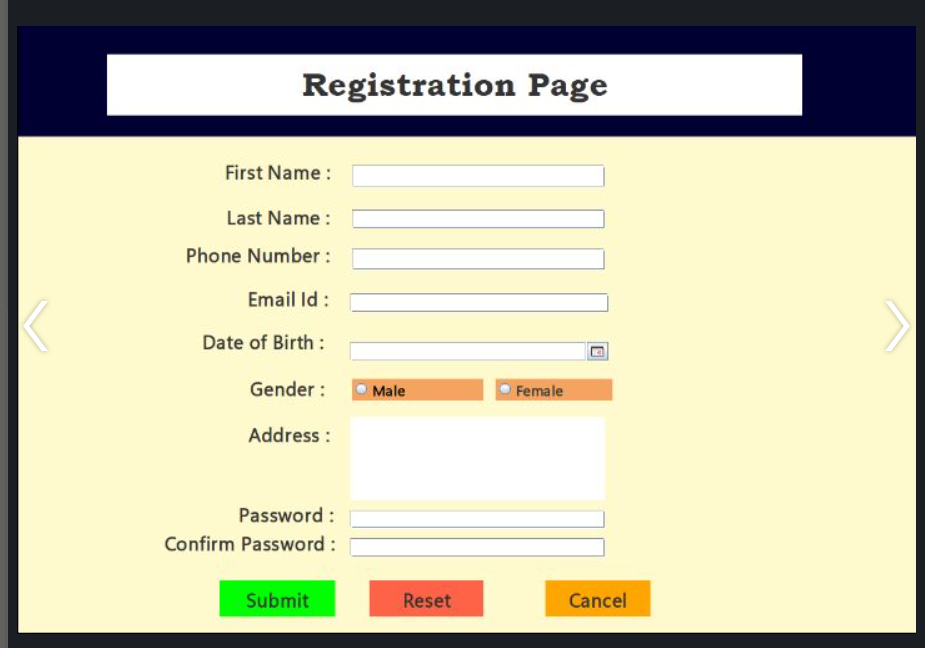 Registration Page
First Name :
Last Name :
Phone Number :
Email Id :
Date of Birth :
Gender : Male Female
Address :
Password :
Confirm Password :
Submit Reset Cancel